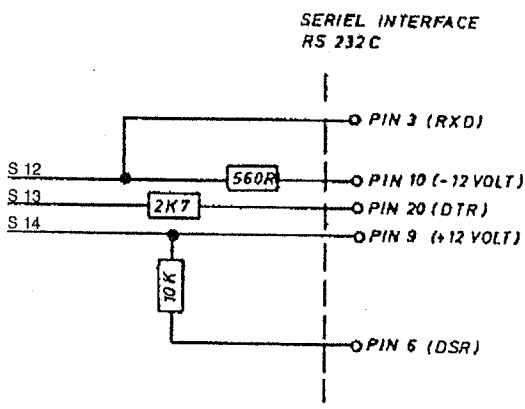 SERIEL INTERFACE
RS 232 C
PIN 3 (RXD)
S 12
560R
PIN 10 (-12 VOLT)
S 13
2K7
PIN 20 (DTR)
S 14
PIN 9 (+12 VOLT)
10K
PIN 6 (DSR)